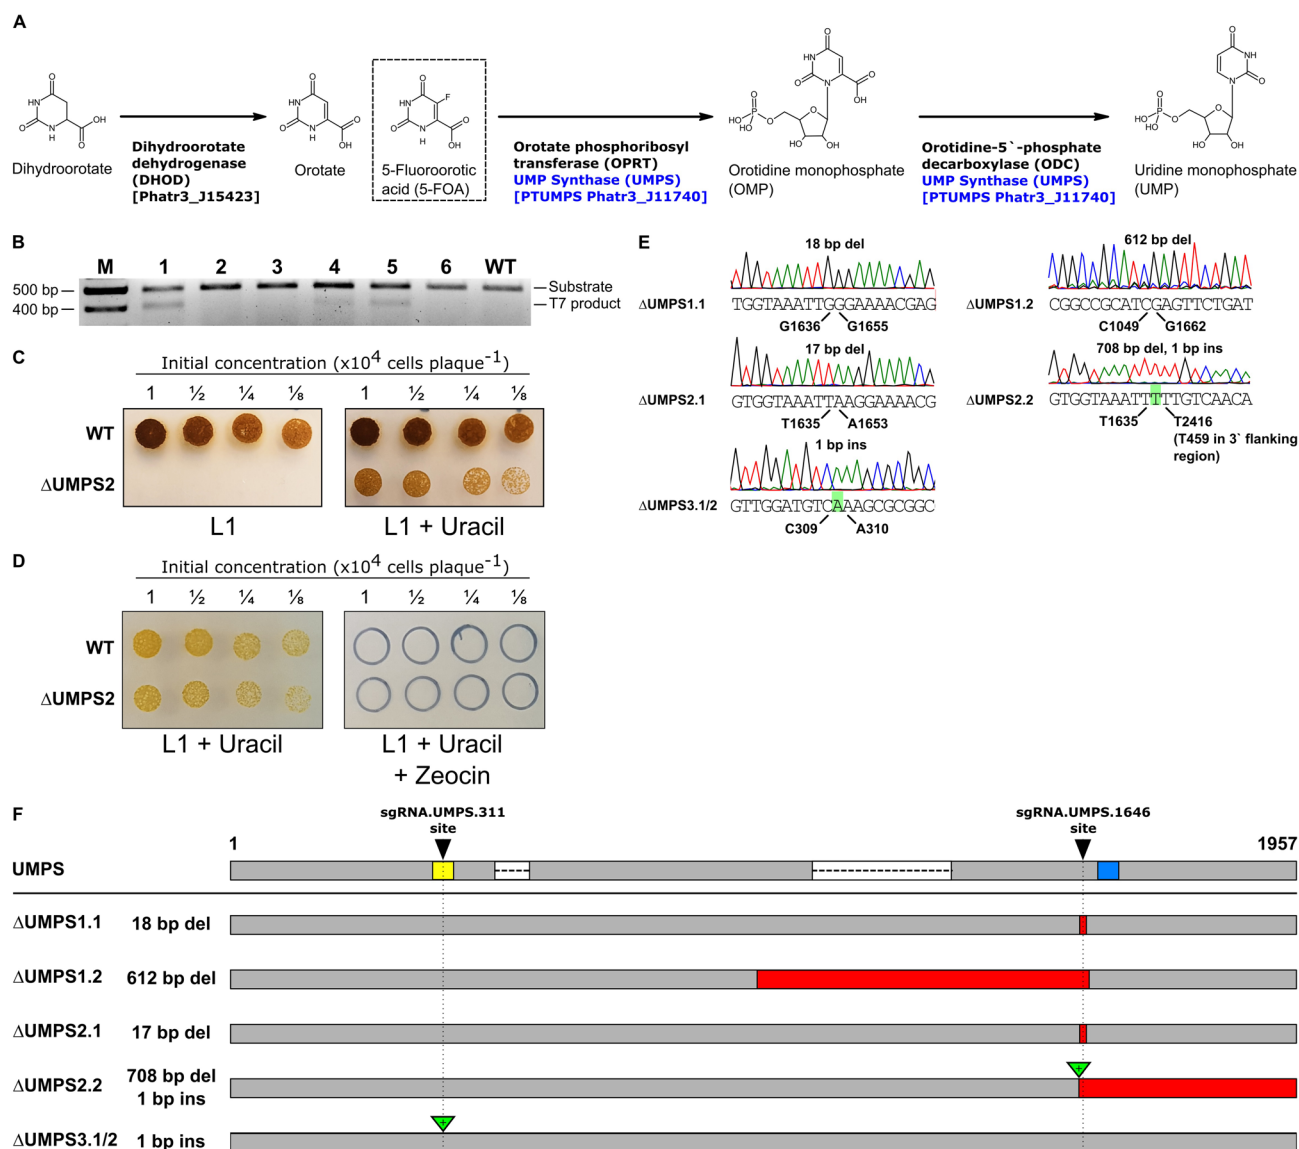 A
Dihydroorotate
Dihydroorotate
dehydrogenase
(DHOD)
[Phatr3_J15423]
Orotate
5-Fluoroorotic
acid (5-FOA)
Orotate phosphoribosyl
transferase (OPRT)
UMP Synthase (UMPS)
[PTUMPS Phatr3_J11740]
Orotidine monophosphate
(OMP)
Orotidine-5`-phosphate
decarboxylase (ODC)
UMP Synthase (UMPS)
[PTUMPS Phatr3_J11740]
Uridine monophosphate
(UMP)
B
M 1 2 3 4 5 6 WT
500 bp
400 bp
Substrate
T7 product
C
Initial concentration (x10⁴ cells plaque⁻¹)
1 ½ ¼ ⅛ 1 ½ ¼ ⅛
WT
ΔUMPS2
L1
L1 + Uracil
D
Initial concentration (x10⁴ cells plaque⁻¹)
1 ½ ¼ ⅛ 1 ½ ¼ ⅛
WT
ΔUMPS2
L1 + Uracil
L1 + Uracil
+ Zeocin
E
18 bp del
ΔUMPS1.1
TGGTAAATTGGGAAAACGAG
G1636 G1655
612 bp del
ΔUMPS1.2
CGGCCGCATCGAGTTCTGAT
C1049 G1662
17 bp del
ΔUMPS2.1
GTGGTAAATTAAGGAAAACG
T1635 A1653
708 bp del, 1 bp ins
ΔUMPS2.2
GTGGTAAATTTTTGTCAACA
T1635 T2416
(T459 in 3` flanking
region)
1 bp ins
ΔUMPS3.1/2
GTTGGATGTCAAAGCGCGGC
C309 A310
F
sgRNA.UMPS.311
site
sgRNA.UMPS.1646
site
1 1957
UMPS
ΔUMPS1.1 18 bp del
ΔUMPS1.2 612 bp del
ΔUMPS2.1 17 bp del
ΔUMPS2.2 708 bp del
1 bp ins
ΔUMPS3.1/2 1 bp ins